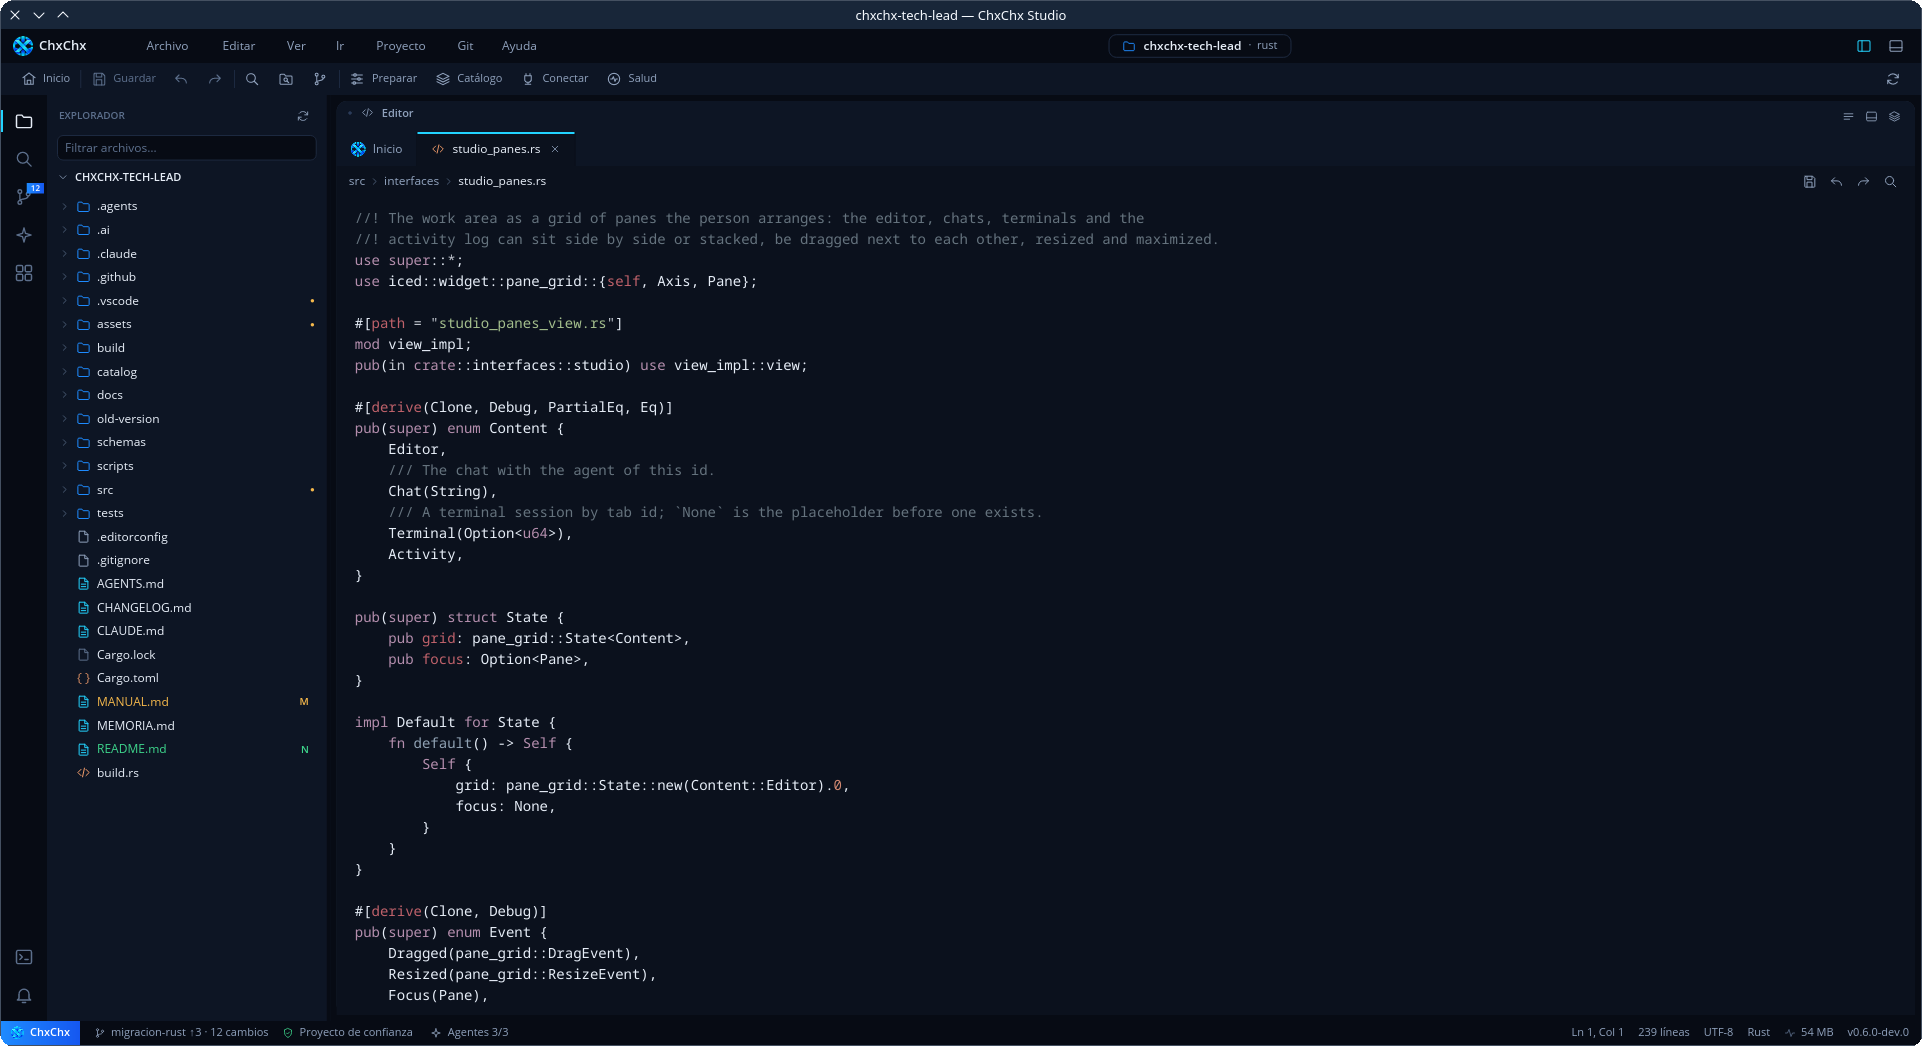 chxchx-tech-lead — ChxChx Studio
ChxChx Archivo Editar Ver Ir Proyecto Git Ayuda chxchx-tech-lead · rust
Inicio Guardar Preparar Catálogo Conectar Salud
EXPLORADOR
Filtrar archivos...
CHXCHX-TECH-LEAD
12
.agents
.ai
.claude
.github
.vscode
assets
build
catalog
docs
old-version
schemas
scripts
src
tests
.editorconfig
.gitignore
AGENTS.md
CHANGELOG.md
CLAUDE.md
Cargo.lock
Cargo.toml
MANUAL.md M
MEMORIA.md
README.md N
build.rs
Editor
Inicio studio_panes.rs
src interfaces studio_panes.rs
//! The work area as a grid of panes the person arranges: the editor, chats, terminals and the
//! activity log can sit side by side or stacked, be dragged next to each other, resized and maximized.
use super::*;
use iced::widget::pane_grid::{self, Axis, Pane};
#[path = "studio_panes_view.rs"]
mod view_impl;
pub(in crate::interfaces::studio) use view_impl::view;
#[derive(Clone, Debug, PartialEq, Eq)]
pub(super) enum Content {
    Editor,
    /// The chat with the agent of this id.
    Chat(String),
    /// A terminal session by tab id; `None` is the placeholder before one exists.
    Terminal(Option<u64>),
    Activity,
}
pub(super) struct State {
    pub grid: pane_grid::State<Content>,
    pub focus: Option<Pane>,
}
impl Default for State {
    fn default() -> Self {
        Self {
            grid: pane_grid::State::new(Content::Editor).0,
            focus: None,
        }
    }
}
#[derive(Clone, Debug)]
pub(super) enum Event {
    Dragged(pane_grid::DragEvent),
    Resized(pane_grid::ResizeEvent),
    Focus(Pane),
ChxChx migracion-rust ↑3 · 12 cambios Proyecto de confianza Agentes 3/3 Ln 1, Col 1 239 líneas UTF-8 Rust 54 MB v0.6.0-dev.0